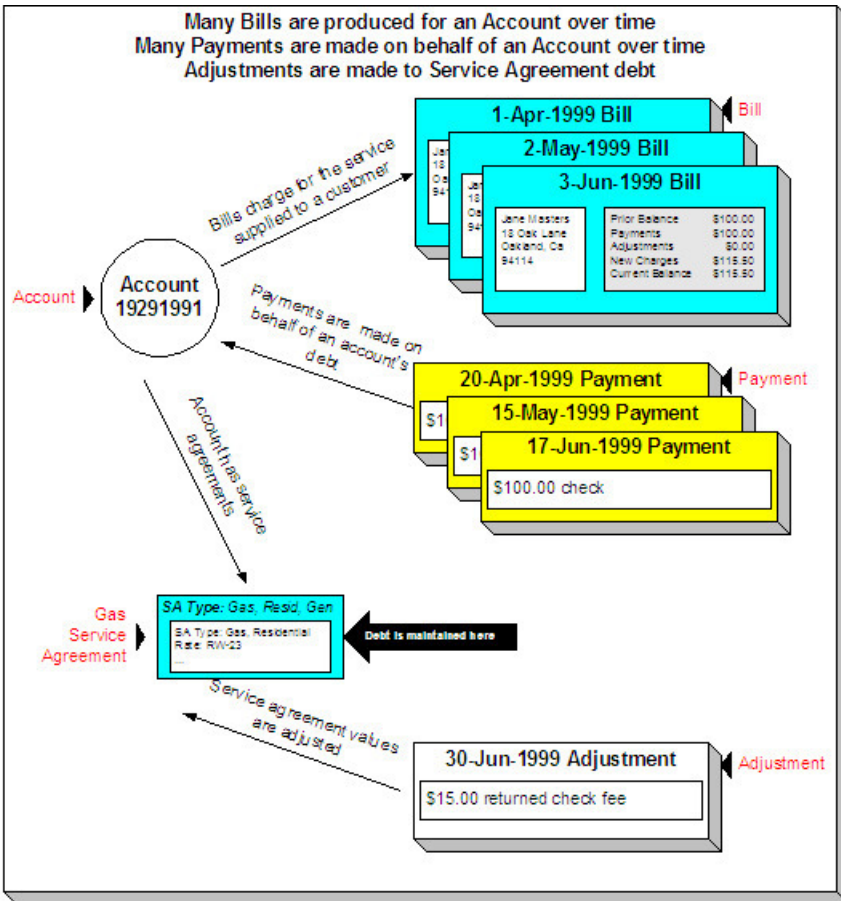 Many Bills are produced for an Account over time
Many Payments are made on behalf of an Account over time
Adjustments are made to Service Agreement debt
1-Apr-1999 Bill
Bill
2-May-1999 Bill
3-Jun-1999 Bill
Jane Masters
18 Oak Lane
Oakland, Ca
94114
Prior Balance $100.00
Payments $100.00
Adjustments $0.00
New Charges $115.50
Current Balance $115.50
Bills charge for the service
supplied to a customer
Account
Account
19291991
Payments are made on
behalf of an account's
debt
20-Apr-1999 Payment
Payment
15-May-1999 Payment
17-Jun-1999 Payment
$100.00 check
Account has service
agreements
Gas
Service
Agreement
SA Type: Gas, Resid, Gen
SA Type: Gas, Residential
Rate: RW-23
...
Debt is maintained here
Service agreement values
are adjusted
30-Jun-1999 Adjustment
Adjustment
$15.00 returned check fee